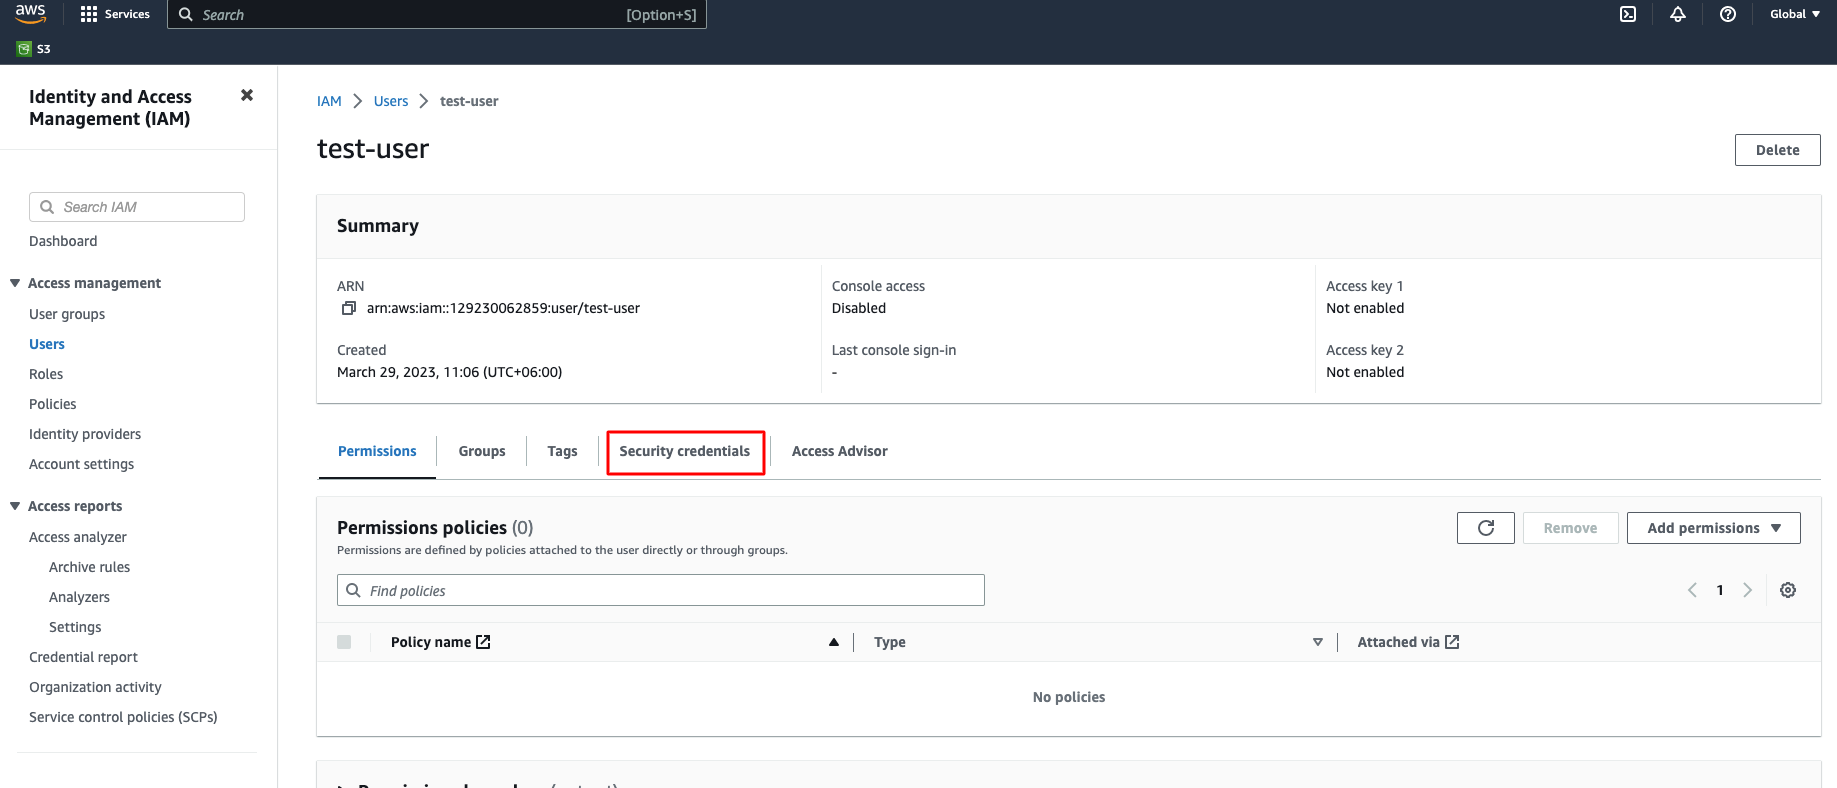 aws
Services
Search
[Option+S]
Global
S3
Identity and Access
Management (IAM)
Search IAM
Dashboard
Access management
User groups
Users
Roles
Policies
Identity providers
Account settings
Access reports
Access analyzer
Archive rules
Analyzers
Settings
Credential report
Organization activity
Service control policies (SCPs)
IAM > Users > test-user
test-user
Delete
Summary
ARN
arn:aws:iam::129230062859:user/test-user
Created
March 29, 2023, 11:06 (UTC+06:00)
Console access
Disabled
Last console sign-in
-
Access key 1
Not enabled
Access key 2
Not enabled
Permissions
Groups
Tags
Security credentials
Access Advisor
Permissions policies (0)
Permissions are defined by policies attached to the user directly or through groups.
Remove
Add permissions
Find policies
1
Policy name
Type
Attached via
No policies